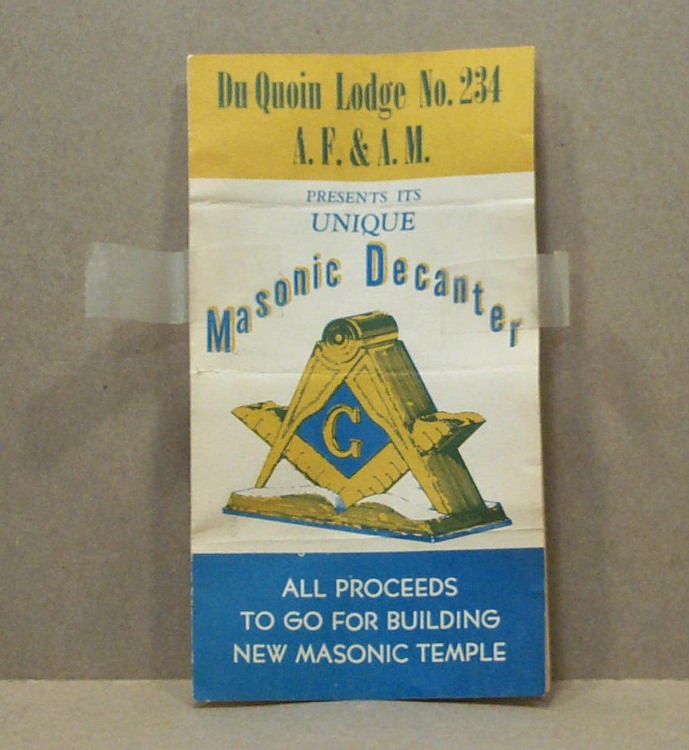 Du Quoin Lodge No. 234
A. F. & A. M.
PRESENTS ITS
UNIQUE
Masonic Decanter
G
ALL PROCEEDS
TO GO FOR BUILDING
NEW MASONIC TEMPLE